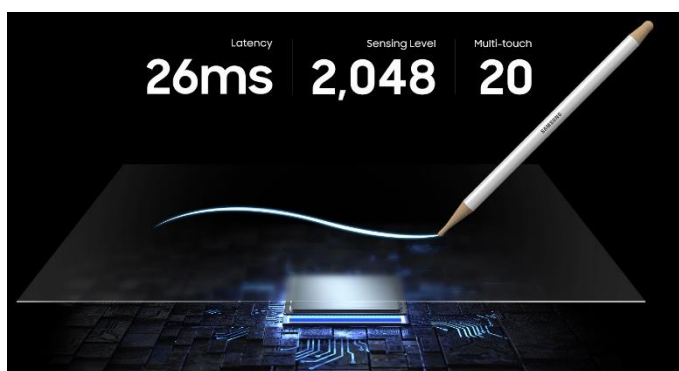 Latency
26ms
Sensing Level
2,048
Multi-touch
20
SAMSUNG